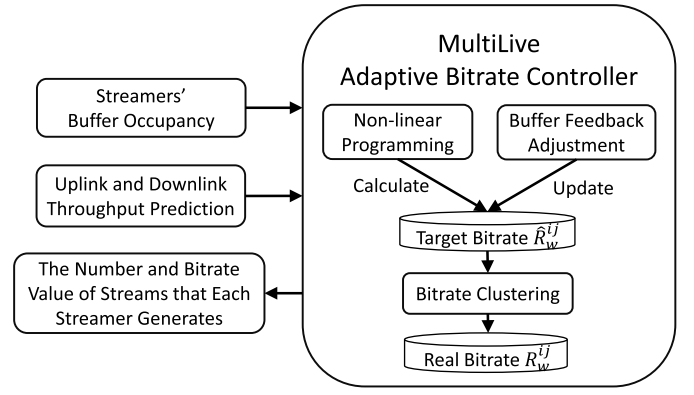 MultiLive
Adaptive Bitrate Controller
Streamers’
Buffer Occupancy
Uplink and Downlink
Throughput Prediction
The Number and Bitrate
Value of Streams that Each
Streamer Generates
Non-linear
Programming
Buffer Feedback
Adjustment
Calculate
Update
Target Bitrate R̂_w^{ij}
Bitrate Clustering
Real Bitrate R_w^{ij}